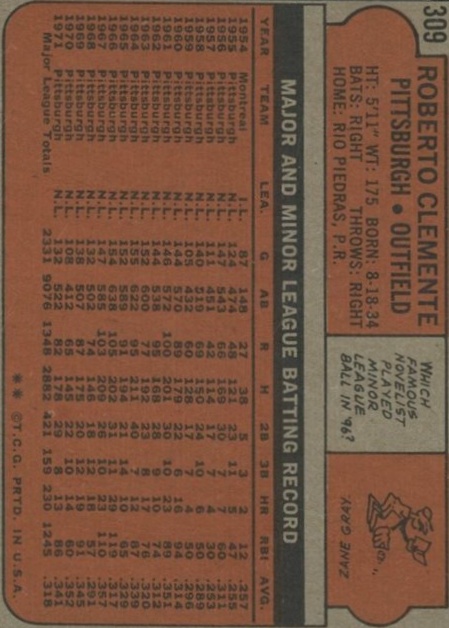 309
ROBERTO CLEMENTE
PITTSBURGH • OUTFIELD
HT: 5'11" WT: 175 BORN: 8-18-34
BATS: RIGHT THROWS: RIGHT
HOME: RIO PIEDRAS, P.R.
WHICH
FAMOUS
NOVELIST
PLAYED
MINOR
LEAGUE
BALL IN '96?
ZANE GRAY
MAJOR AND MINOR LEAGUE BATTING RECORD
YEAR TEAM LEA. G AB R H 2B 3B HR RBI AVG.
1954 Montreal I.L. 87 148 27 38 5 3 2 12 .257
1955 Pittsburgh N.L. 124 474 48 121 23 11 5 47 .255
1956 Pittsburgh N.L. 147 543 66 169 30 7 7 60 .311
1957 Pittsburgh N.L. 111 451 42 114 17 7 4 30 .253
1958 Pittsburgh N.L. 140 519 69 150 24 10 6 50 .289
1959 Pittsburgh N.L. 105 432 60 128 17 7 4 50 .296
1960 Pittsburgh N.L. 144 570 89 179 22 6 16 94 .314
1961 Pittsburgh N.L. 146 572 100 201 30 10 23 89 .351
1962 Pittsburgh N.L. 144 538 95 168 28 9 10 74 .312
1963 Pittsburgh N.L. 152 600 77 192 23 8 17 76 .320
1964 Pittsburgh N.L. 155 622 95 211 40 7 12 87 .339
1965 Pittsburgh N.L. 152 589 91 194 21 14 10 65 .329
1966 Pittsburgh N.L. 154 638 105 202 31 11 29 119 .317
1967 Pittsburgh N.L. 147 585 103 209 26 10 23 110 .357
1968 Pittsburgh N.L. 132 502 74 146 18 12 18 57 .291
1969 Pittsburgh N.L. 138 507 87 175 20 12 19 91 .345
1970 Pittsburgh N.L. 108 412 65 145 22 10 14 60 .352
1971 Pittsburgh N.L. 132 522 82 178 29 8 13 86 .341
Major League Totals 2331 9076 1348 2882 421 159 230 1245 .318
** ©T.C.G. PRTD. IN U.S.A.